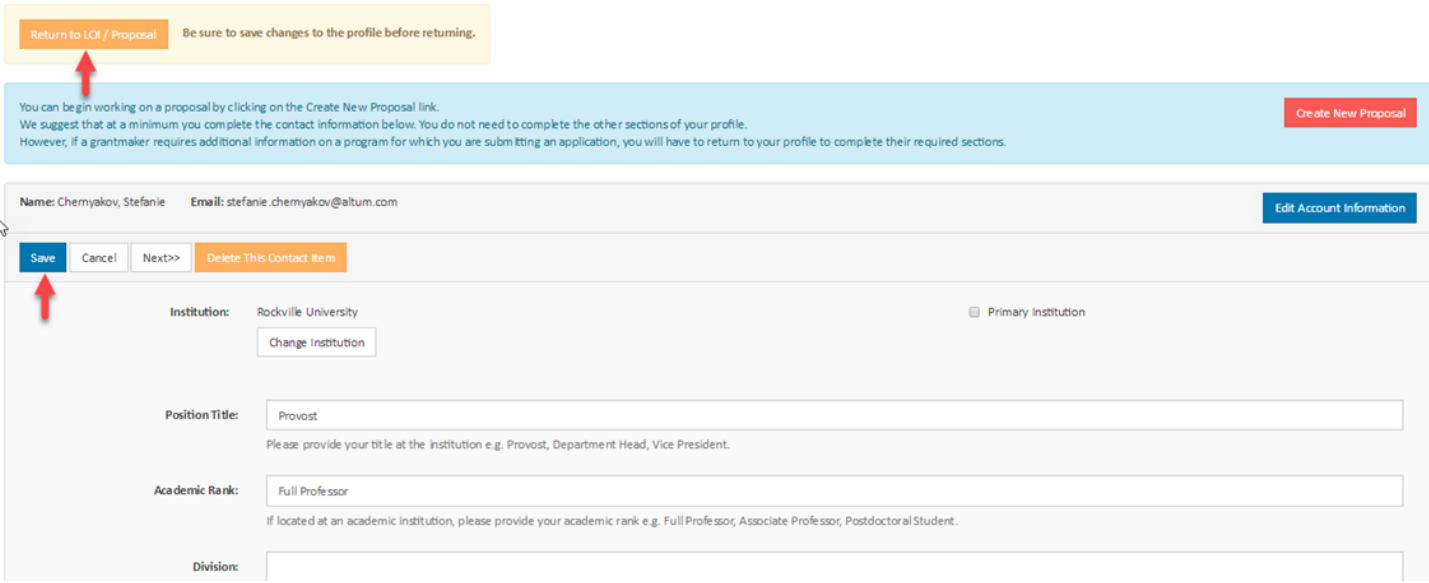 Return to LOI / Proposal Be sure to save changes to the profile before returning.
You can begin working on a proposal by clicking on the Create New Proposal link.
We suggest that at a minimum you complete the contact information below. You do not need to complete the other sections of your profile.
However, if a grantmaker requires additional information on a program for which you are submitting an application, you will have to return to your profile to complete their required sections.
Create New Proposal
Name: Chernyakov, Stefanie Email: stefanie.chernyakov@altum.com
Edit Account Information
Save Cancel Next>> Delete This Contact Item
Institution: Rockville University Primary Institution
Change Institution
Position Title: Provost
Please provide your title at the institution e.g. Provost, Department Head, Vice President.
Academic Rank: Full Professor
If located at an academic institution, please provide your academic rank e.g. Full Professor, Associate Professor, Postdoctoral Student.
Division: